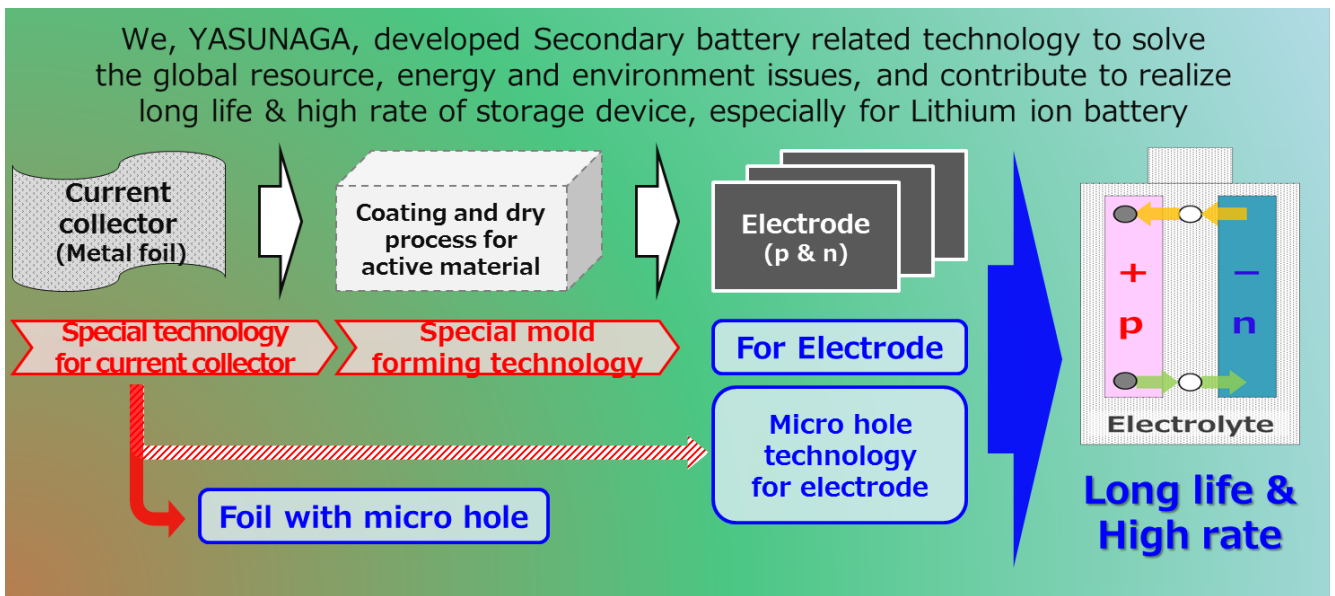 We, YASUNAGA, developed Secondary battery related technology to solve
the global resource, energy and environment issues, and contribute to realize
long life & high rate of storage device, especially for Lithium ion battery
Current
collector
(Metal foil)
Coating and dry
process for
active material
Electrode
(p & n)
Special technology
for current collector
Special mold
forming technology
For Electrode
Micro hole
technology
for electrode
Foil with micro hole
+
p
−
n
Electrolyte
Long life &
High rate